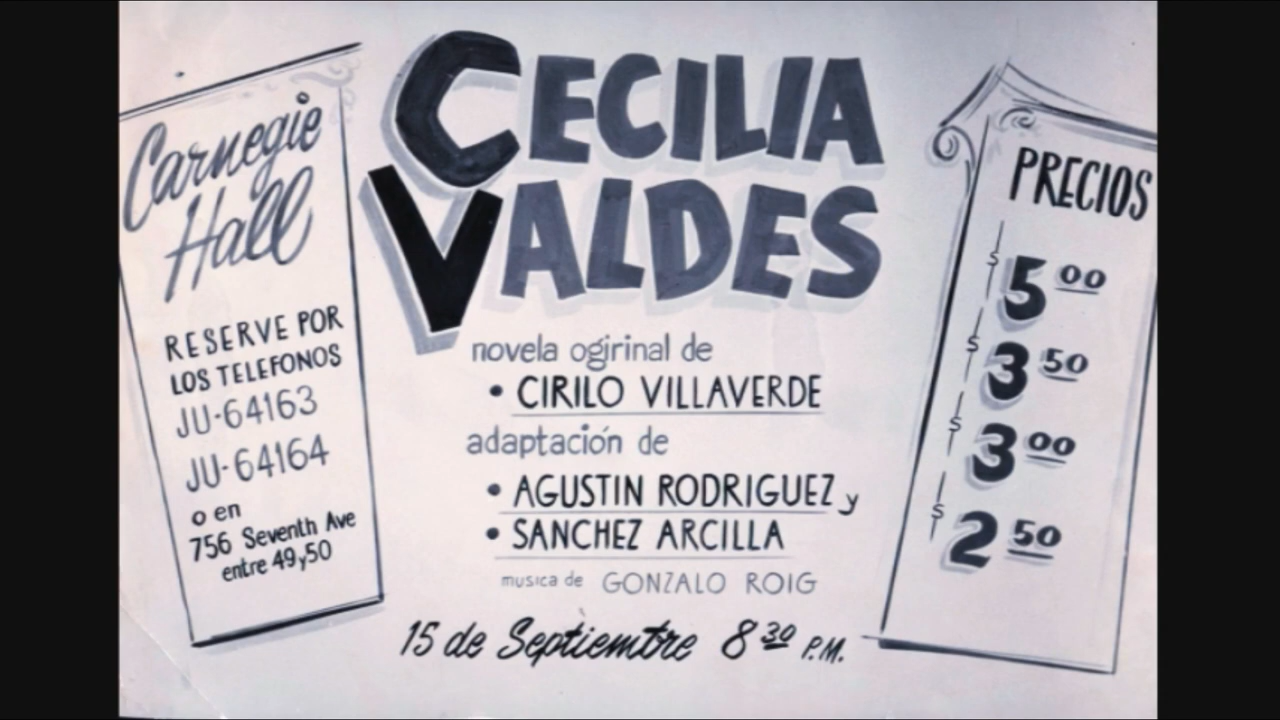 Carnegie
Hall
RESERVE POR
LOS TELEFONOS
JU-64163
JU-64164
o en
756 Seventh Ave
entre 49y50
CECILIA
VALDES
novela ogirinal de
• CIRILO VILLAVERDE
adaptación de
• AGUSTIN RODRIGUEZ y
• SANCHEZ ARCILLA
musica de GONZALO ROIG
15 de Septiemtre 8 30 P.M.
PRECIOS
$ 5 00
$ 3 50
$ 3 00
$ 2 50